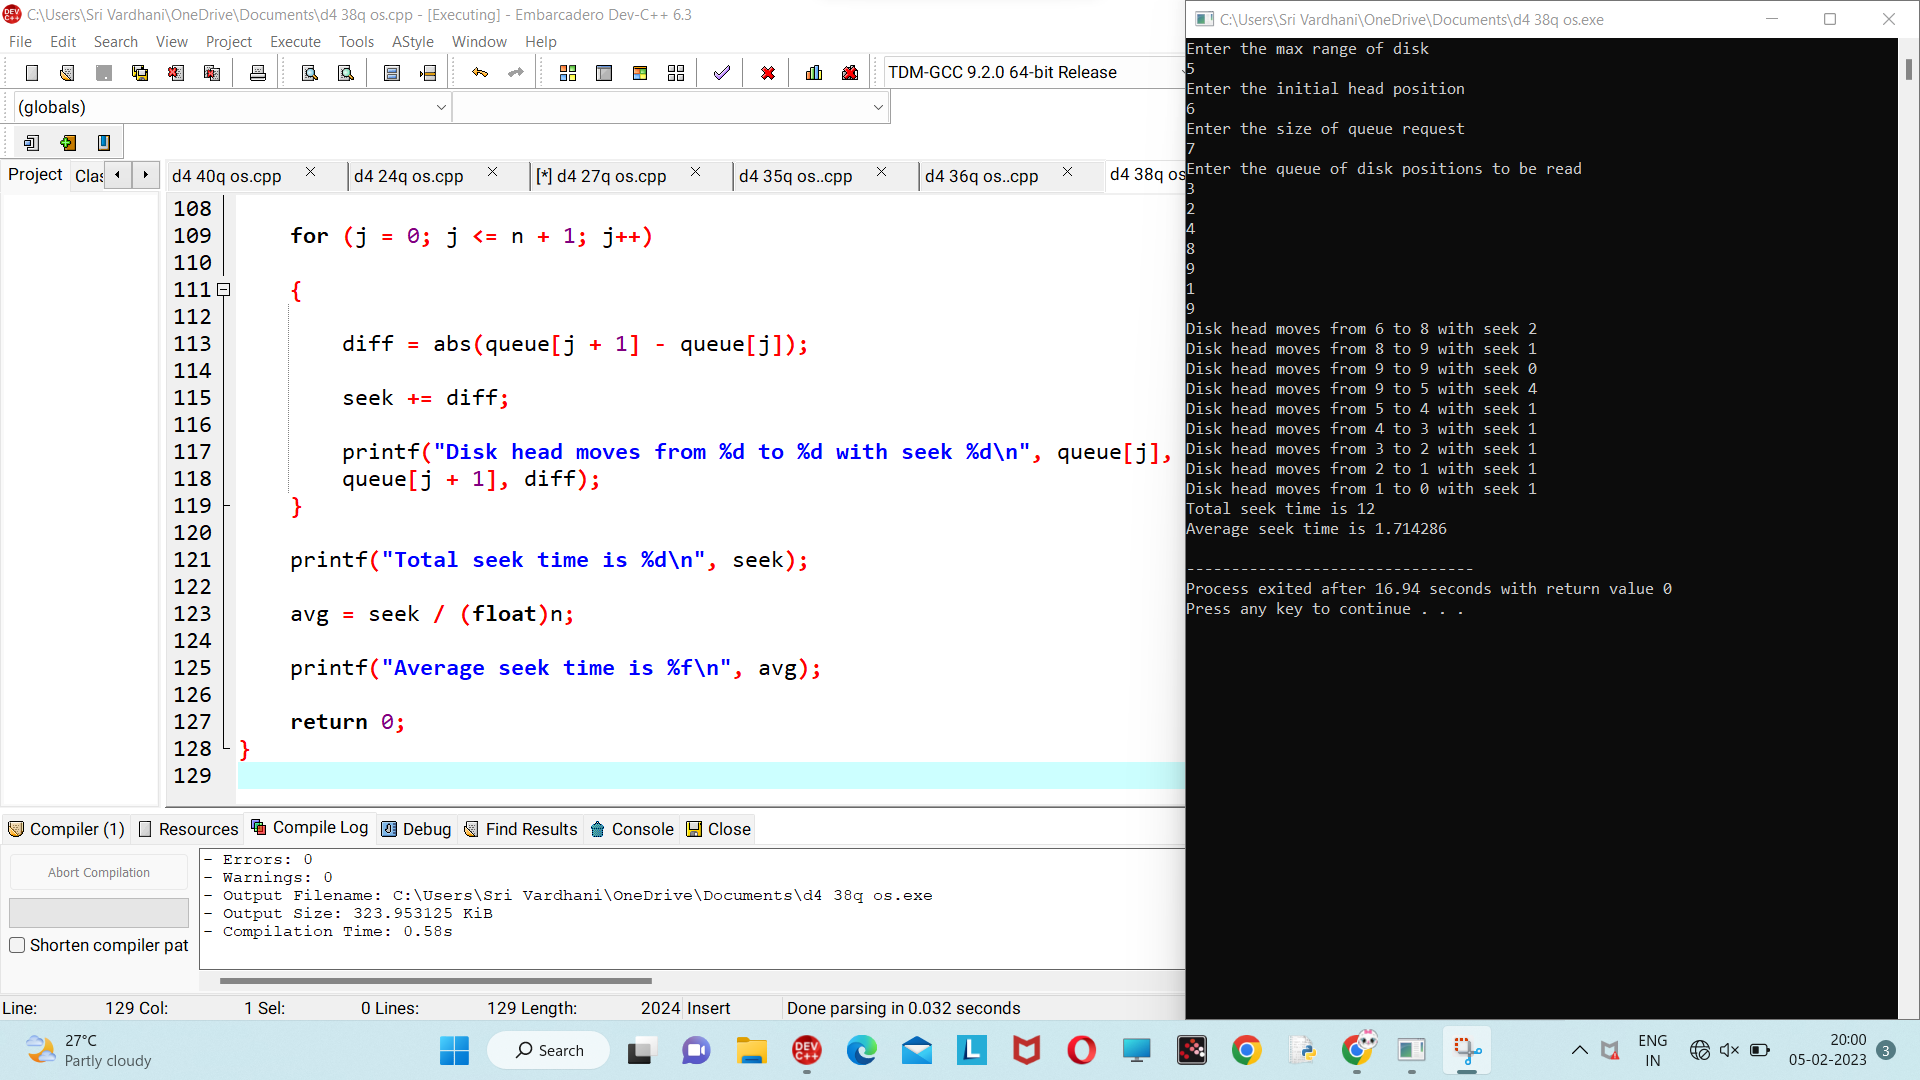 C:\Users\Sri Vardhani\OneDrive\Documents\d4 38q os.cpp - [Executing] - Embarcadero Dev-C++ 6.3
File Edit Search View Project Execute Tools AStyle Window Help
TDM-GCC 9.2.0 64-bit Release
(globals)
Project Clas
d4 40q os.cpp d4 24q os.cpp [*] d4 27q os.cpp d4 35q os..cpp d4 36q os..cpp d4 38q os
108
109 for (j = 0; j <= n + 1; j++)
110
111 {
112
113 diff = abs(queue[j + 1] - queue[j]);
114
115 seek += diff;
116
117 printf("Disk head moves from %d to %d with seek %d\n", queue[j],
118 queue[j + 1], diff);
119 }
120
121 printf("Total seek time is %d\n", seek);
122
123 avg = seek / (float)n;
124
125 printf("Average seek time is %f\n", avg);
126
127 return 0;
128 }
129
Compiler (1) Resources Compile Log Debug Find Results Console Close
Abort Compilation
Shorten compiler pat
- Errors: 0
- Warnings: 0
- Output Filename: C:\Users\Sri Vardhani\OneDrive\Documents\d4 38q os.exe
- Output Size: 323.953125 KiB
- Compilation Time: 0.58s
Line: 129 Col: 1 Sel: 0 Lines: 129 Length: 2024 Insert Done parsing in 0.032 seconds
C:\Users\Sri Vardhani\OneDrive\Documents\d4 38q os.exe
Enter the max range of disk
5
Enter the initial head position
6
Enter the size of queue request
7
Enter the queue of disk positions to be read
3
2
4
8
9
1
9
Disk head moves from 6 to 8 with seek 2
Disk head moves from 8 to 9 with seek 1
Disk head moves from 9 to 9 with seek 0
Disk head moves from 9 to 5 with seek 4
Disk head moves from 5 to 4 with seek 1
Disk head moves from 4 to 3 with seek 1
Disk head moves from 3 to 2 with seek 1
Disk head moves from 2 to 1 with seek 1
Disk head moves from 1 to 0 with seek 1
Total seek time is 12
Average seek time is 1.714286
--------------------------------
Process exited after 16.94 seconds with return value 0
Press any key to continue . . .
27°C
Partly cloudy
Search
DEV C++
L
ENG
IN
20:00
05-02-2023
3